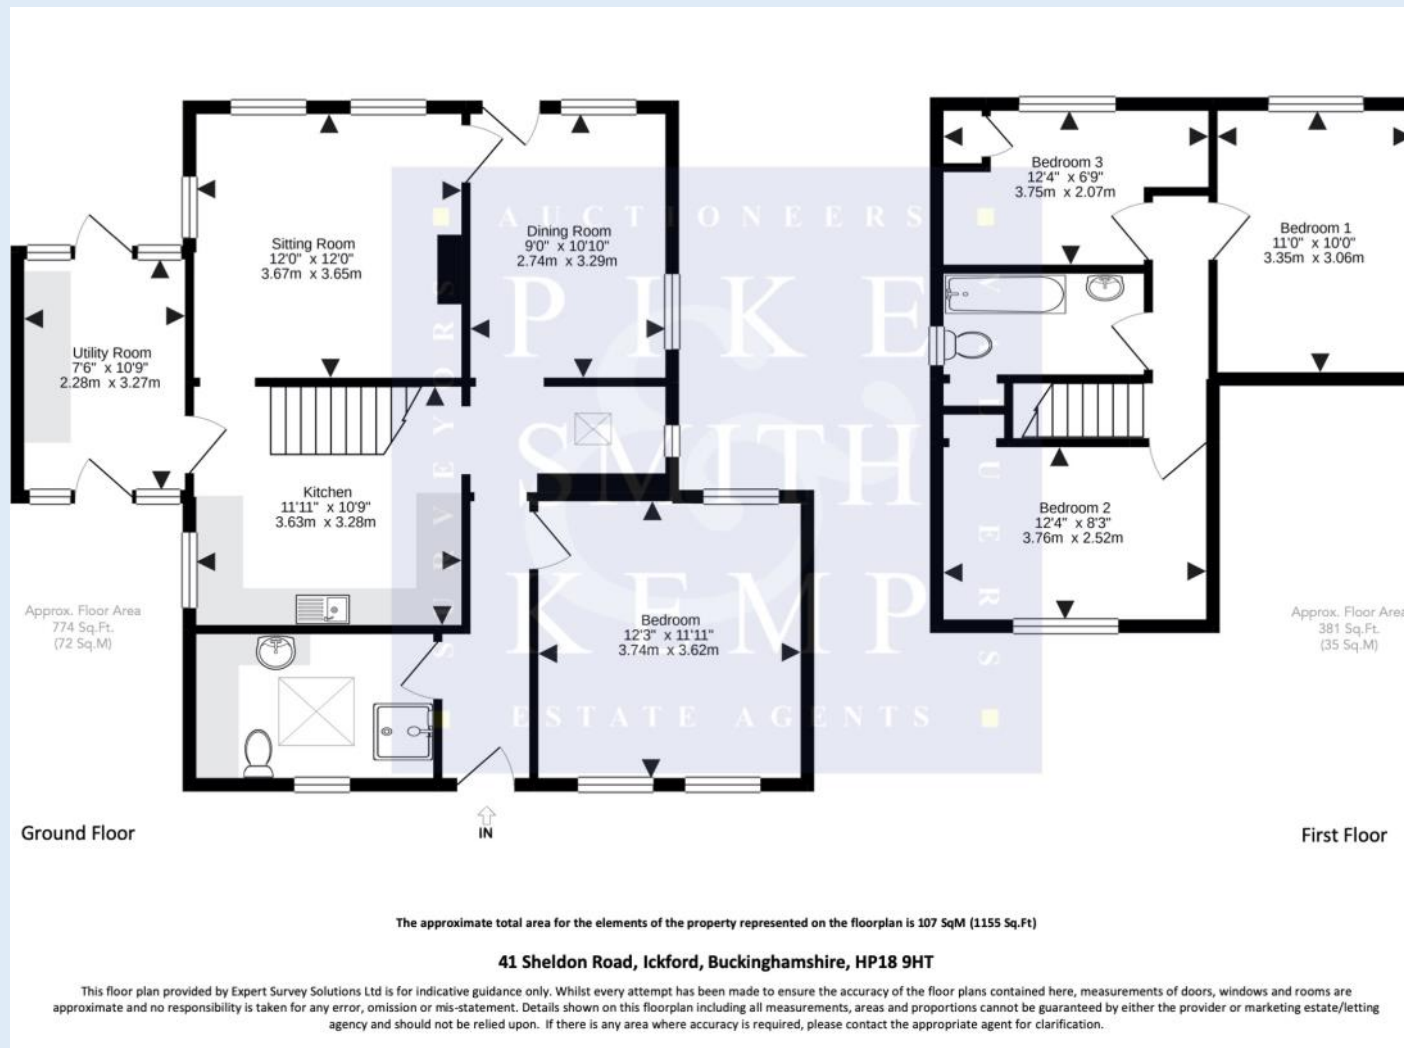 AUCTIONEERS
VALUERS
SURVEYORS
PIKE
SMITH
KEMP
ESTATE AGENTS
Sitting Room
12'0" x 12'0"
3.67m x 3.65m
Dining Room
9'0" x 10'10"
2.74m x 3.29m
Utility Room
7'6" x 10'9"
2.28m x 3.27m
Kitchen
11'11" x 10'9"
3.63m x 3.28m
Bedroom
12'3" x 11'11"
3.74m x 3.62m
Bedroom 3
12'4" x 6'9"
3.75m x 2.07m
Bedroom 1
11'0" x 10'0"
3.35m x 3.06m
Bedroom 2
12'4" x 8'3"
3.76m x 2.52m
Approx. Floor Area
774 Sq.Ft.
(72 Sq.M)
Approx. Floor Area
381 Sq.Ft.
(35 Sq.M)
IN
Ground Floor
First Floor
The approximate total area for the elements of the property represented on the floorplan is 107 SqM (1155 Sq.Ft)
41 Sheldon Road, Ickford, Buckinghamshire, HP18 9HT
This floor plan provided by Expert Survey Solutions Ltd is for indicative guidance only. Whilst every attempt has been made to ensure the accuracy of the floor plans contained here, measurements of doors, windows and rooms are
approximate and no responsibility is taken for any error, omission or mis-statement. Details shown on this floorplan including all measurements, areas and proportions cannot be guaranteed by either the provider or marketing estate/letting
agency and should not be relied upon. If there is any area where accuracy is required, please contact the appropriate agent for clarification.